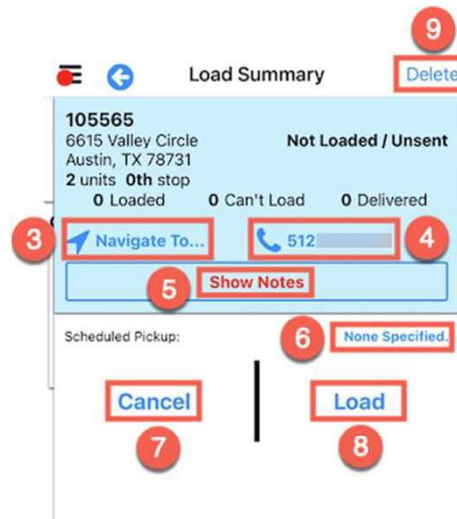 9
Load Summary Delete
105565
6615 Valley Circle Not Loaded / Unsent
Austin, TX 78731
2 units 0th stop
0 Loaded 0 Can't Load 0 Delivered
3 Navigate To... 512 4
5 Show Notes
Scheduled Pickup: 6 None Specified.
Cancel Load
7 8